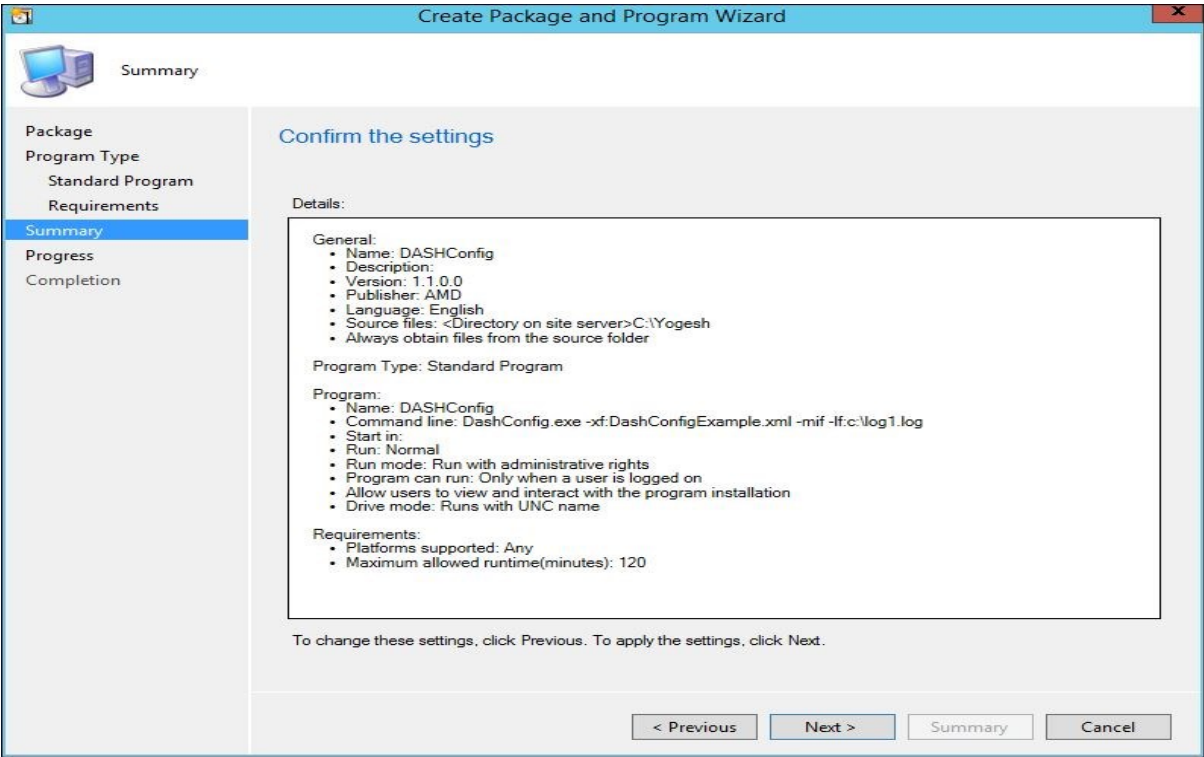 Create Package and Program Wizard
x
Summary
Package
Program Type
Standard Program
Requirements
Summary
Progress
Completion
Confirm the settings
Details:
General:
• Name: DASHConfig
• Description:
• Version: 1.1.0.0
• Publisher: AMD
• Language: English
• Source files: <Directory on site server>C:\Yogesh
• Always obtain files from the source folder
Program Type: Standard Program
Program:
• Name: DASHConfig
• Command line: DashConfig.exe -xf:DashConfigExample.xml -mif -lf:c:\log1.log
• Start in:
• Run: Normal
• Run mode: Run with administrative rights
• Program can run: Only when a user is logged on
• Allow users to view and interact with the program installation
• Drive mode: Runs with UNC name
Requirements:
• Platforms supported: Any
• Maximum allowed runtime(minutes): 120
To change these settings, click Previous. To apply the settings, click Next.
< Previous
Next >
Summary
Cancel